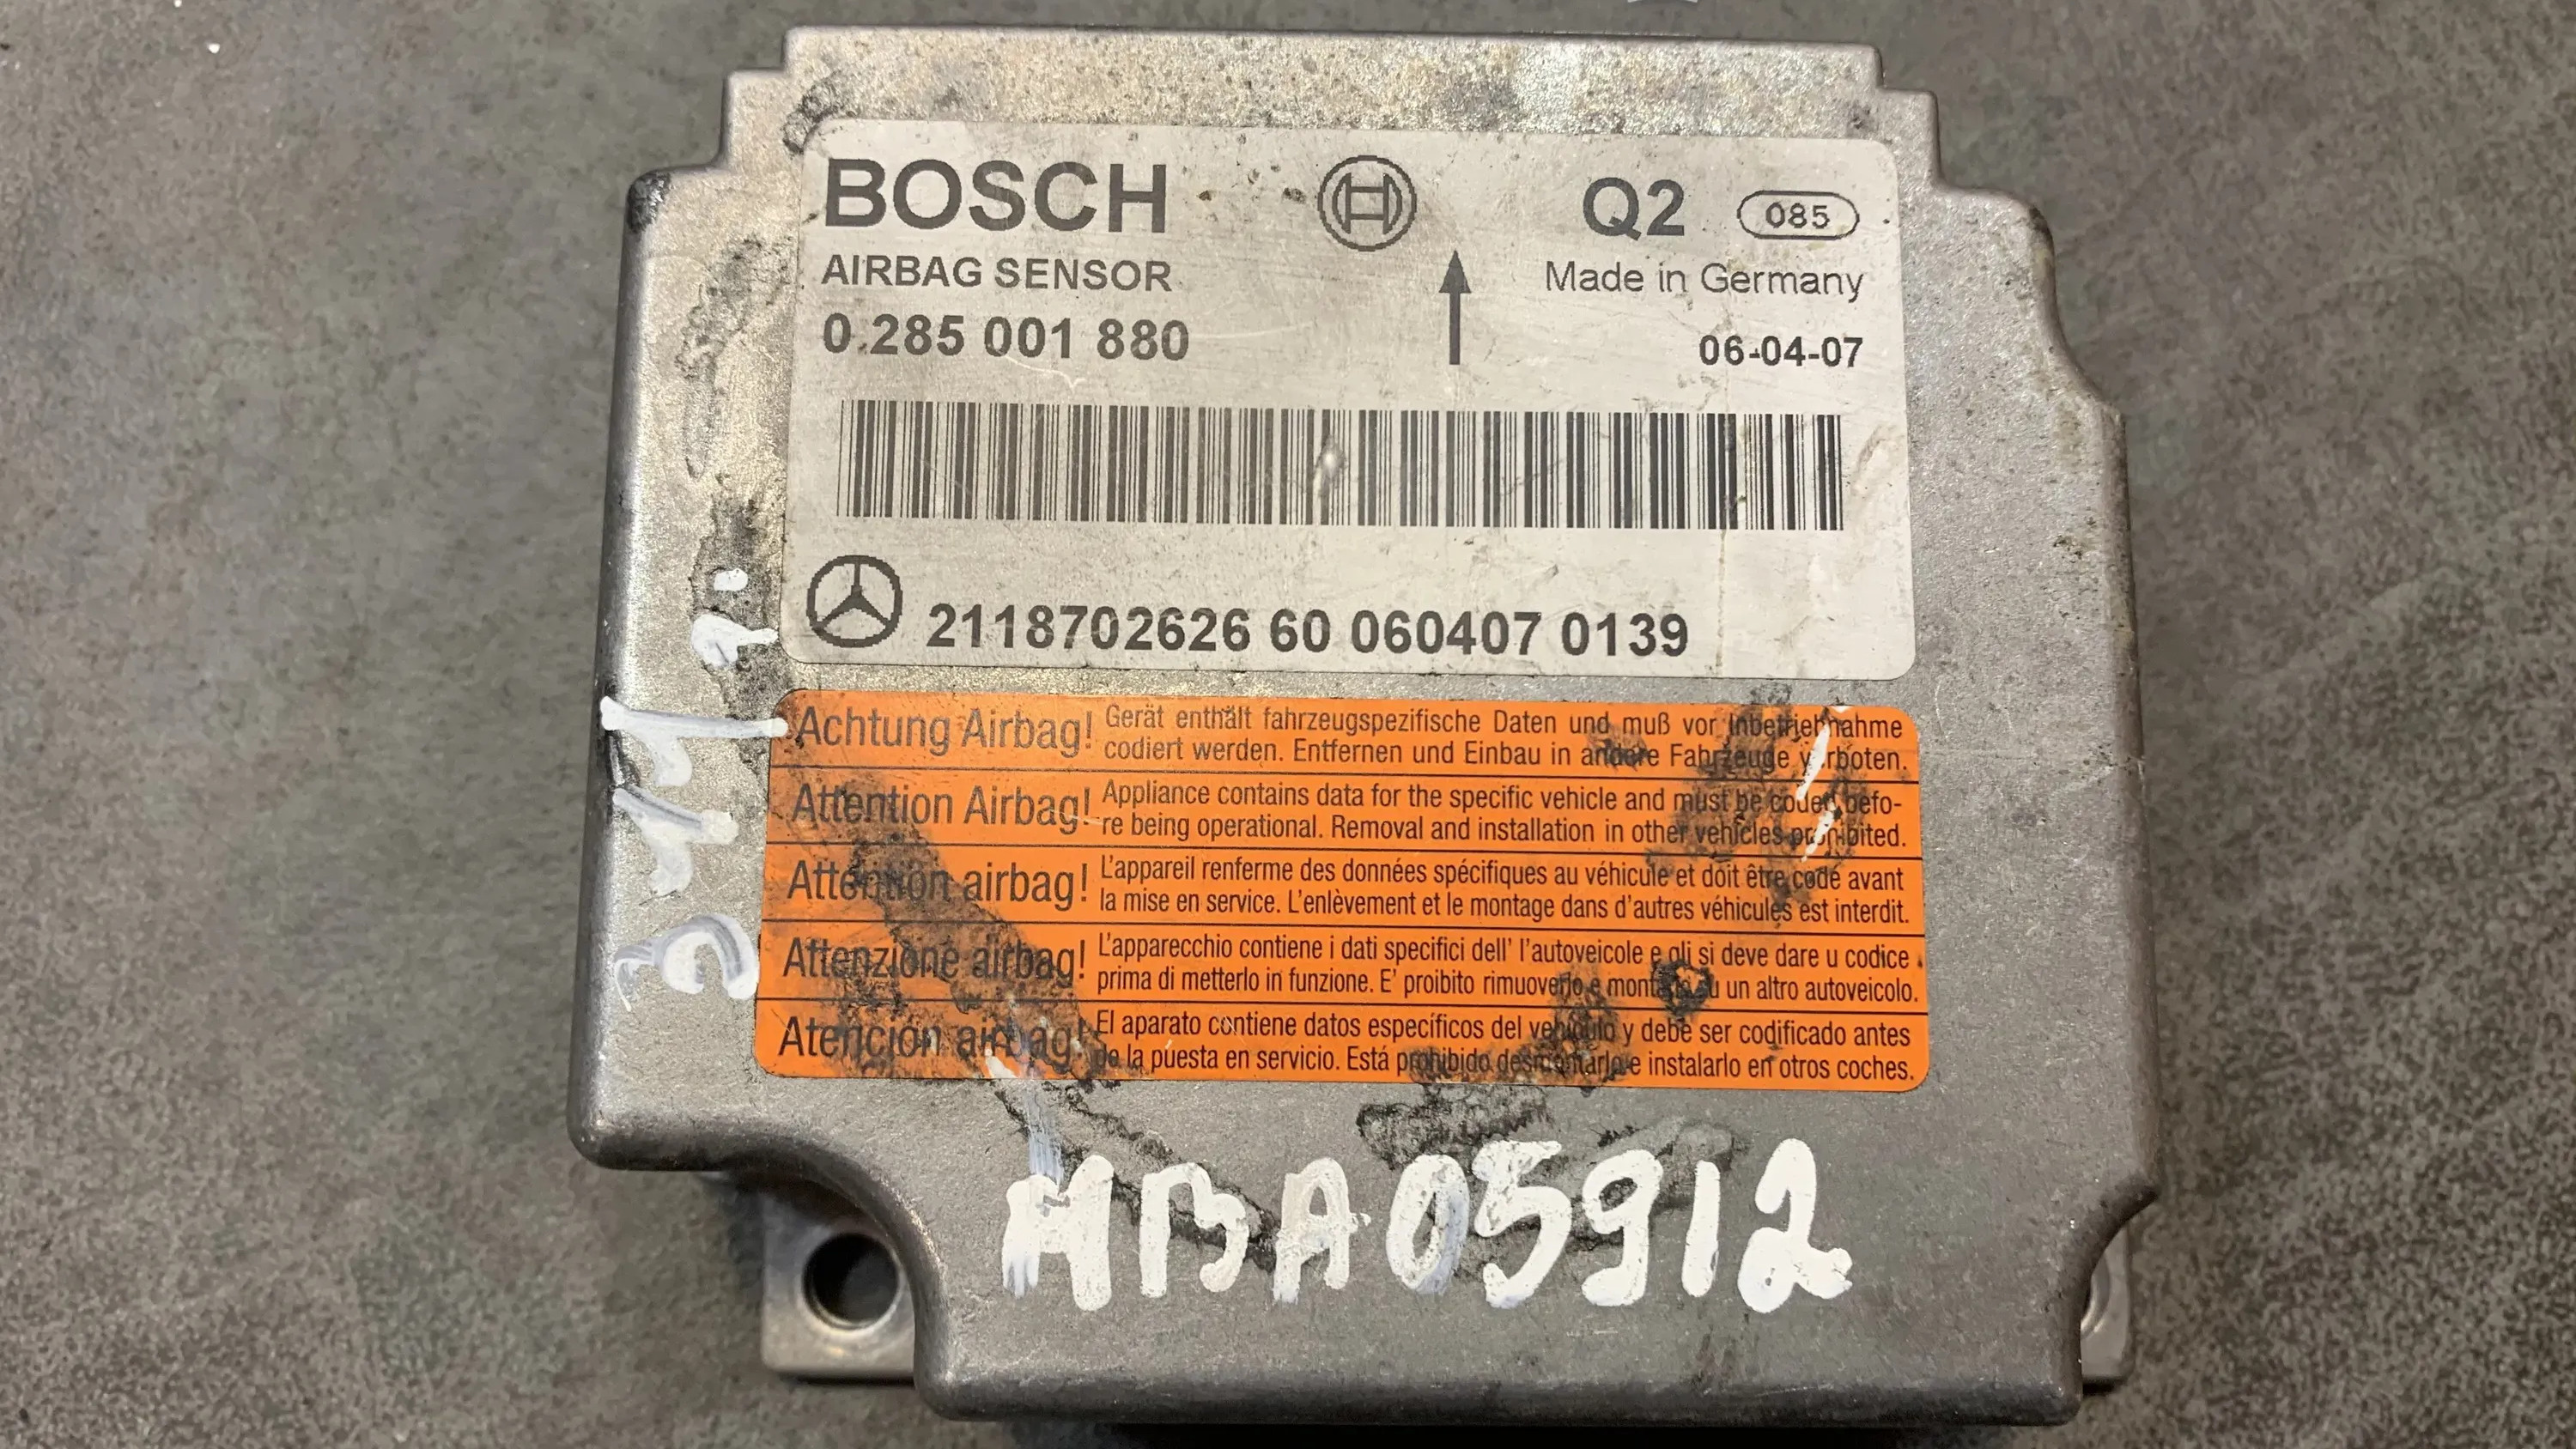 BOSCH Q2 085
AIRBAG SENSOR Made in Germany
0 285 001 880 06-04-07
2118702626 60 060407 0139
Achtung Airbag! Gerät enthält fahrzeugspezifische Daten und muß vor Inbetriebnahme
codiert werden. Entfernen und Einbau in andere Fahrzeuge verboten.
Attention Airbag! Appliance contains data for the specific vehicle and must be coded befo-
re being operational. Removal and installation in other vehicles prohibited.
Attention airbag! L'appareil renferme des données spécifiques au véhicule et doit être codé avant
la mise en service. L'enlèvement et le montage dans d'autres véhicules est interdit.
Attenzione airbag! L'apparecchio contiene i dati specifici dell' l'autoveicole e gli si deve dare u codice
prima di metterlo in funzione. E' proibito rimuoverlo e montarlo su un altro autoveicolo.
Atención airbag! El aparato contiene datos específicos del vehículo y debe ser codificado antes
de la puesta en servicio. Está prohibido desmontarlo e instalarlo en otros coches.
MBA05912